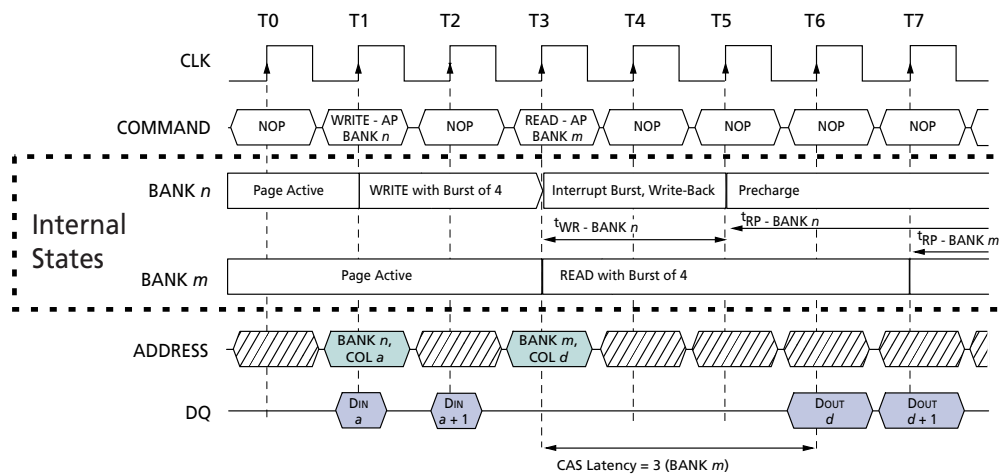 T0 T1 T2 T3 T4 T5 T6 T7
CLK
COMMAND NOP WRITE - AP BANK n NOP READ - AP BANK m NOP NOP NOP NOP
Internal States
BANK n Page Active WRITE with Burst of 4 Interrupt Burst, Write-Back Precharge
tWR - BANK n tRP - BANK n
tRP - BANK m
BANK m Page Active READ with Burst of 4
ADDRESS BANK n, COL a BANK m, COL d
DQ DIN a DIN a + 1 DOUT d DOUT d + 1
CAS Latency = 3 (BANK m)